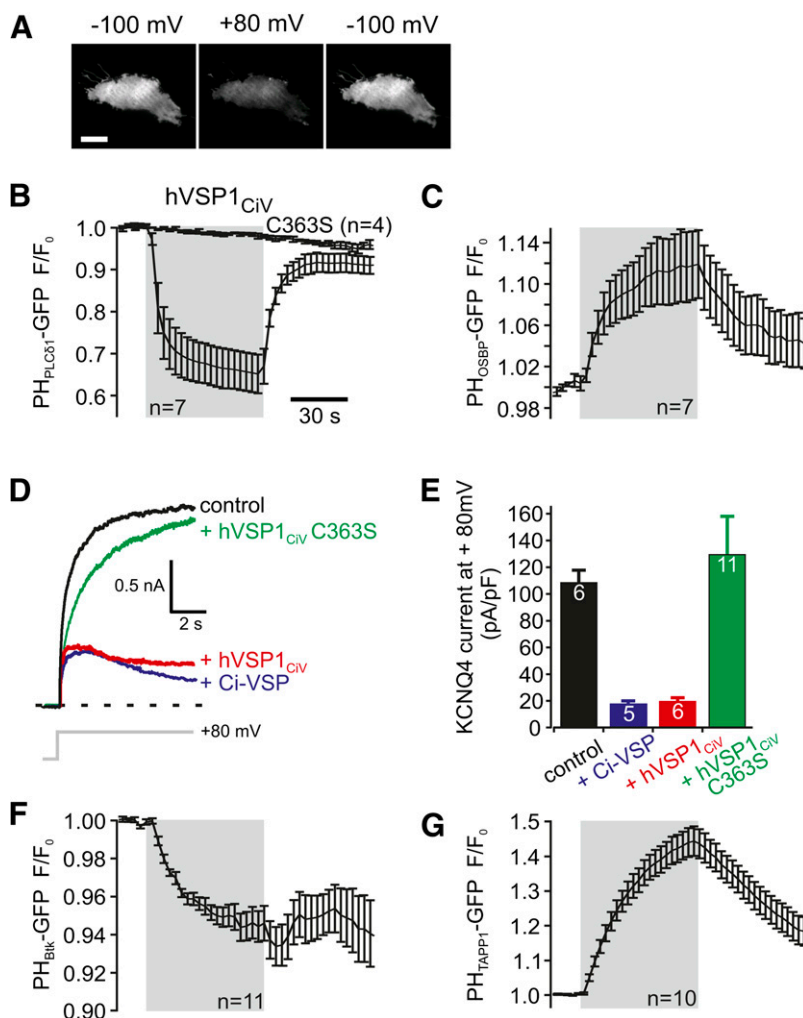 A
-100 mV +80 mV -100 mV
B
hVSP1CiV
C363S (n=4)
PHPLCδ1-GFP F/F0
1.0
0.9
0.8
0.7
0.6
n=7
30 s
C
PHOSBP-GFP F/F0
1.14
1.10
1.06
1.02
0.98
n=7
D
control
+ hVSP1CiV C363S
0.5 nA
2 s
+ hVSP1CiV
+ Ci-VSP
+80 mV
E
KCNQ4 current at + 80mV
(pA/pF)
160
140
120
100
80
60
40
20
0
6
5
6
11
control
+ Ci-VSP
+ hVSP1CiV
+ hVSP1CiV
C363S
F
PHBtk-GFP F/F0
1.00
0.98
0.96
0.94
0.92
0.90
n=11
G
PHTAPP1-GFP F/F0
1.5
1.4
1.3
1.2
1.1
1.0
n=10